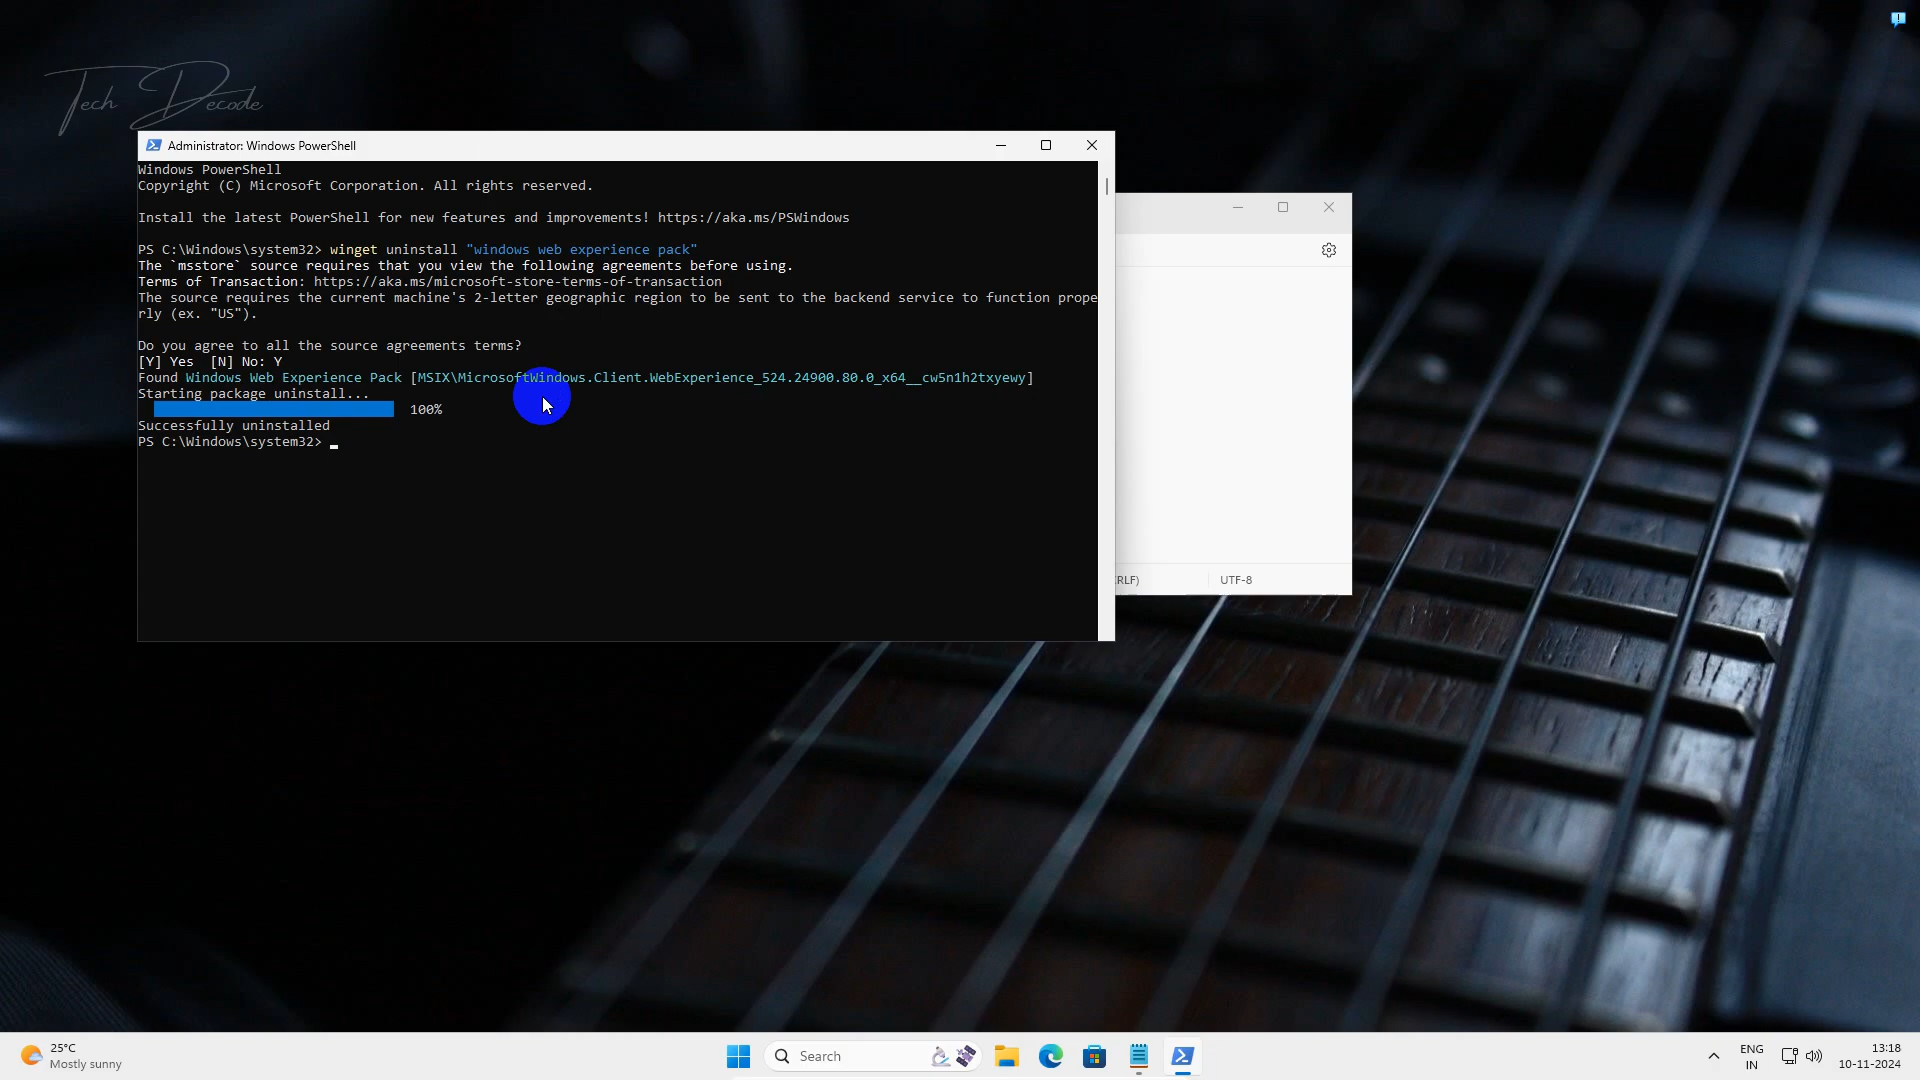 Tech Decode
Administrator: Windows PowerShell
Windows PowerShell
Copyright (C) Microsoft Corporation. All rights reserved.
Install the latest PowerShell for new features and improvements! https://aka.ms/PSWindows
PS C:\Windows\system32> winget uninstall "windows web experience pack"
The `msstore` source requires that you view the following agreements before using.
Terms of Transaction: https://aka.ms/microsoft-store-terms-of-transaction
The source requires the current machine's 2-letter geographic region to be sent to the backend service to function prope
rly (ex. "US").
Do you agree to all the source agreements terms?
[Y] Yes  [N] No: Y
Found Windows Web Experience Pack [MSIX\MicrosoftWindows.Client.WebExperience_524.24900.80.0_x64__cw5n1h2txyewy]
Starting package uninstall...
100%
Successfully uninstalled
PS C:\Windows\system32>
RLF)
UTF-8
25°C
Mostly sunny
Search
ENG
IN
13:18
10-11-2024